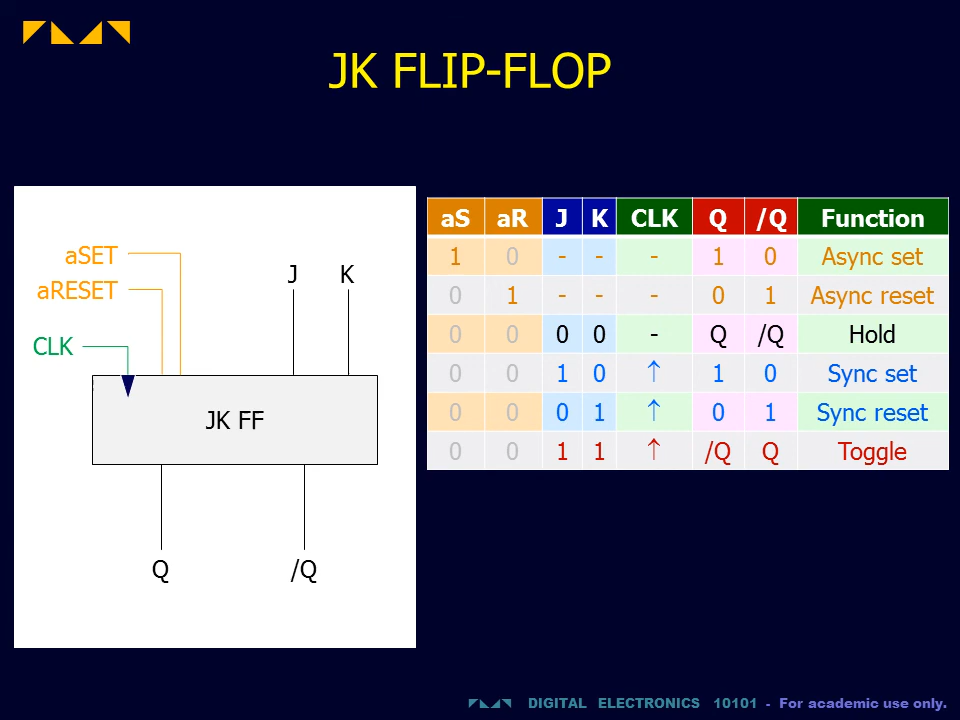 JK FLIP-FLOP
aSET
aRESET
CLK
J K
JK FF
Q /Q
aS aR J K CLK Q /Q Function
1 0 - - - 1 0 Async set
0 1 - - - 0 1 Async reset
0 0 0 0 - Q /Q Hold
0 0 1 0 ↑ 1 0 Sync set
0 0 0 1 ↑ 0 1 Sync reset
0 0 1 1 ↑ /Q Q Toggle
DIGITAL ELECTRONICS 10101 - For academic use only.